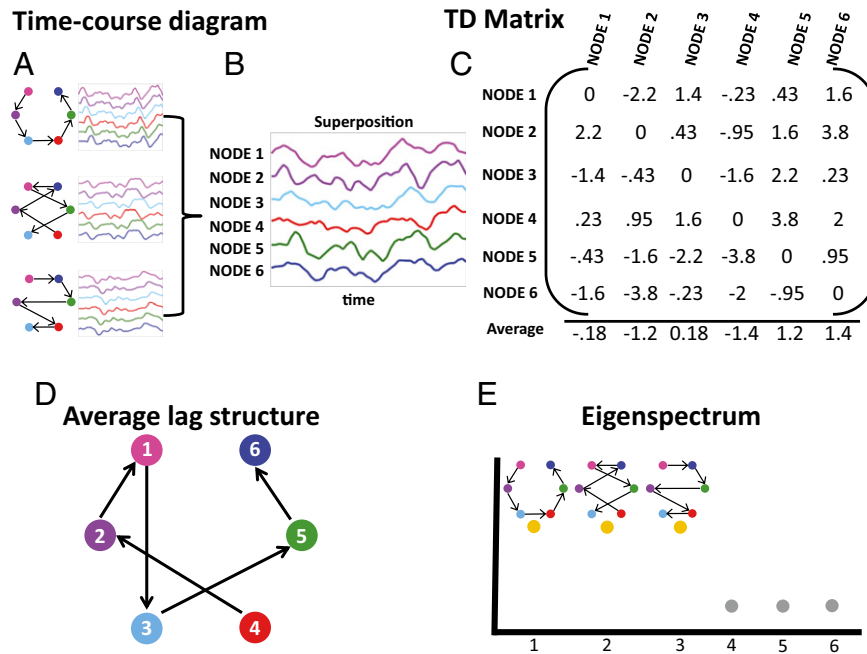 Time-course diagram
TD Matrix
A
B
C
NODE 1 NODE 2 NODE 3 NODE 4 NODE 5 NODE 6
Superposition
NODE 1
NODE 2
NODE 3
NODE 4
NODE 5
NODE 6
time
NODE 1 0 -2.2 1.4 -.23 .43 1.6
NODE 2 2.2 0 .43 -.95 1.6 3.8
NODE 3 -1.4 -.43 0 -1.6 2.2 .23
NODE 4 .23 .95 1.6 0 3.8 2
NODE 5 -.43 -1.6 -2.2 -3.8 0 .95
NODE 6 -1.6 -3.8 -.23 -2 -.95 0
Average -.18 -1.2 0.18 -1.4 1.2 1.4
D
Average lag structure
1 6
2 5
3 4
E
Eigenspectrum
1 2 3 4 5 6